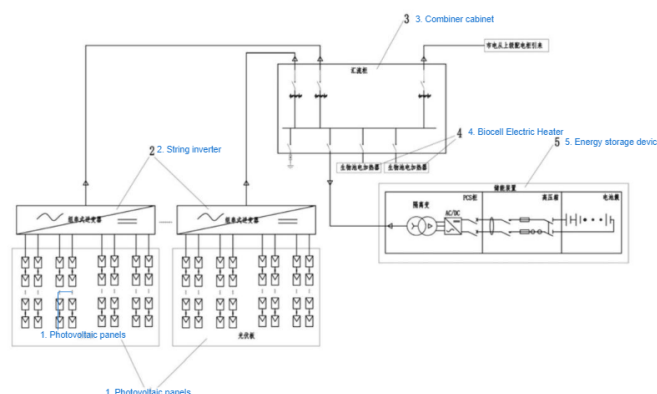 3 3. Combiner cabinet
市电从上级配电柜引来
汇流柜
2 2. String inverter
4 4. Biocell Electric Heater
生物池电加热器 生物池电加热器
5 5. Energy storage devic
储能装置
隔离变 PCS柜 高压箱 电池簇
AC/DC
组串式逆变器 组串式逆变器
1. Photovoltaic panels
光伏板
1. Photovoltaic panels